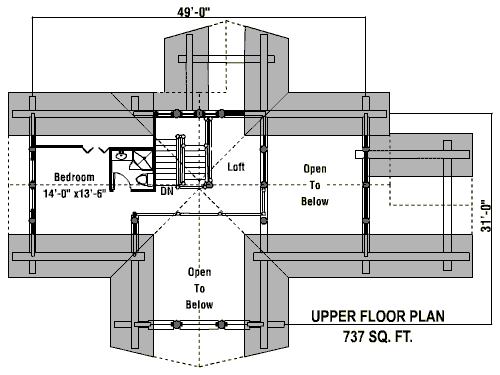 49'-0"
Bedroom
14'-0" x13'-6"
DN
Loft
Open
To
Below
31'-0"
Open
To
Below
UPPER FLOOR PLAN
737 SQ. FT.